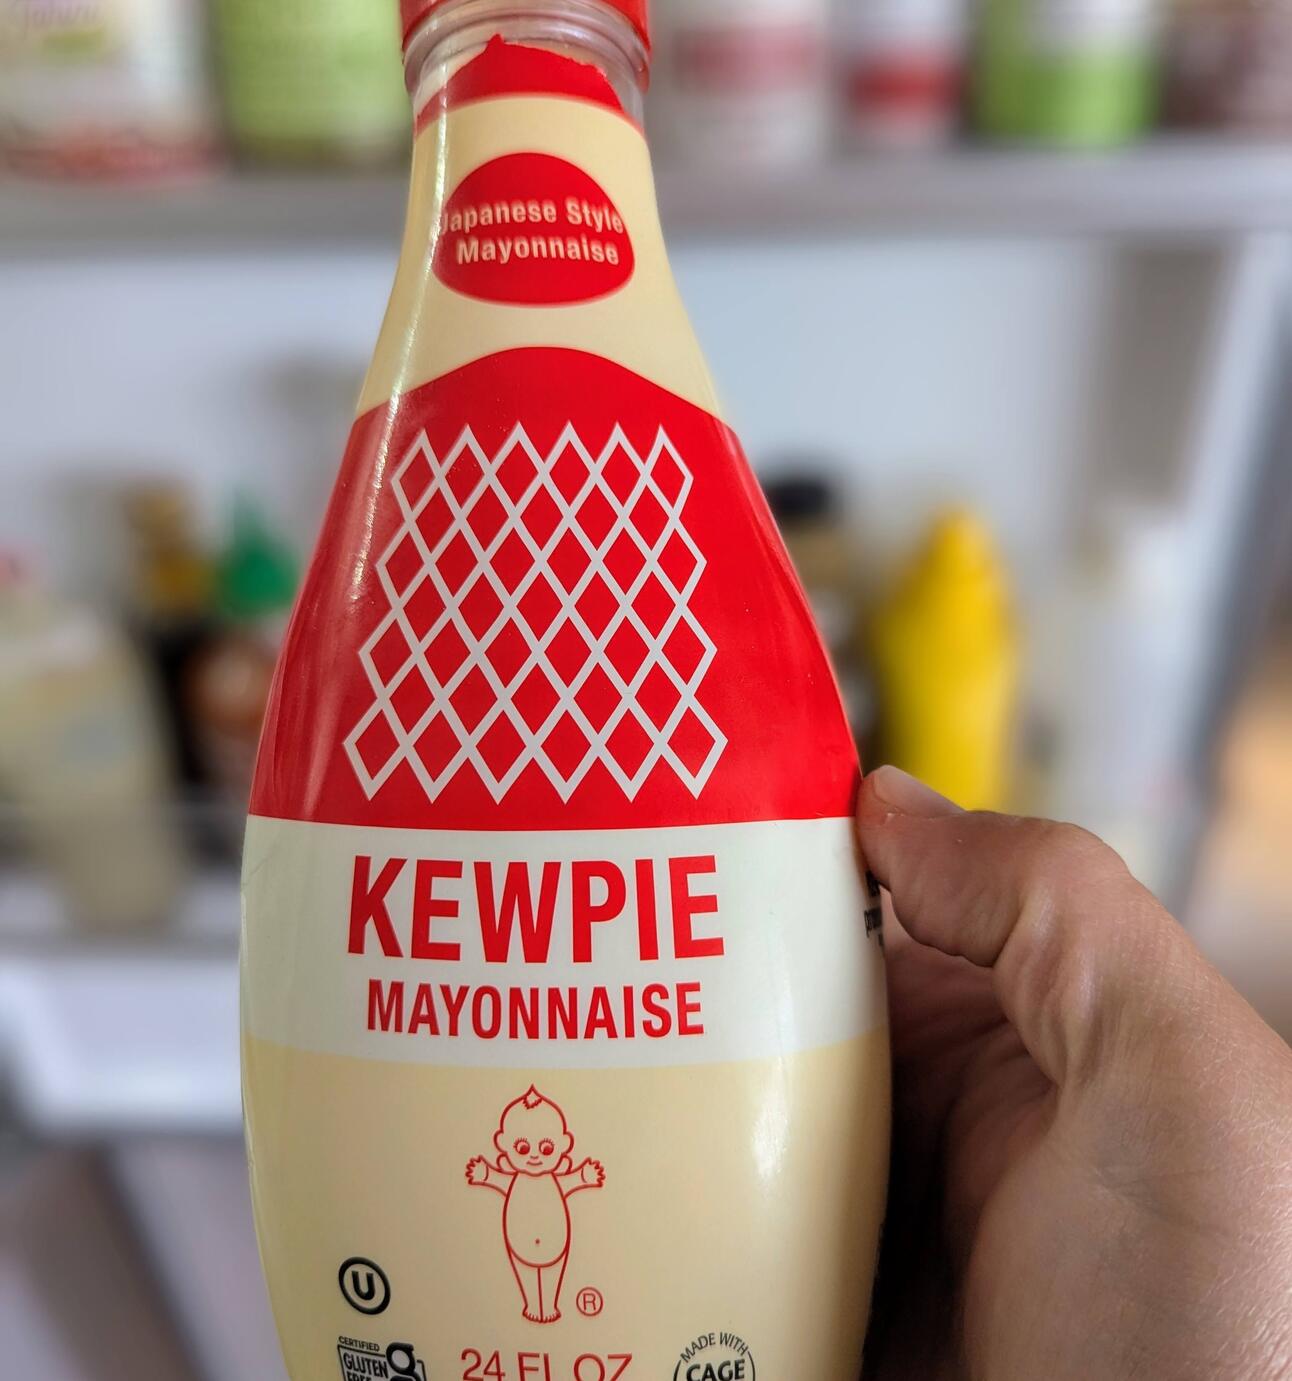 Japanese Style
Mayonnaise
KEWPIE
MAYONNAISE
U
®
CERTIFIED
GLUTEN
24 FL OZ
MADE WITH
CAGE